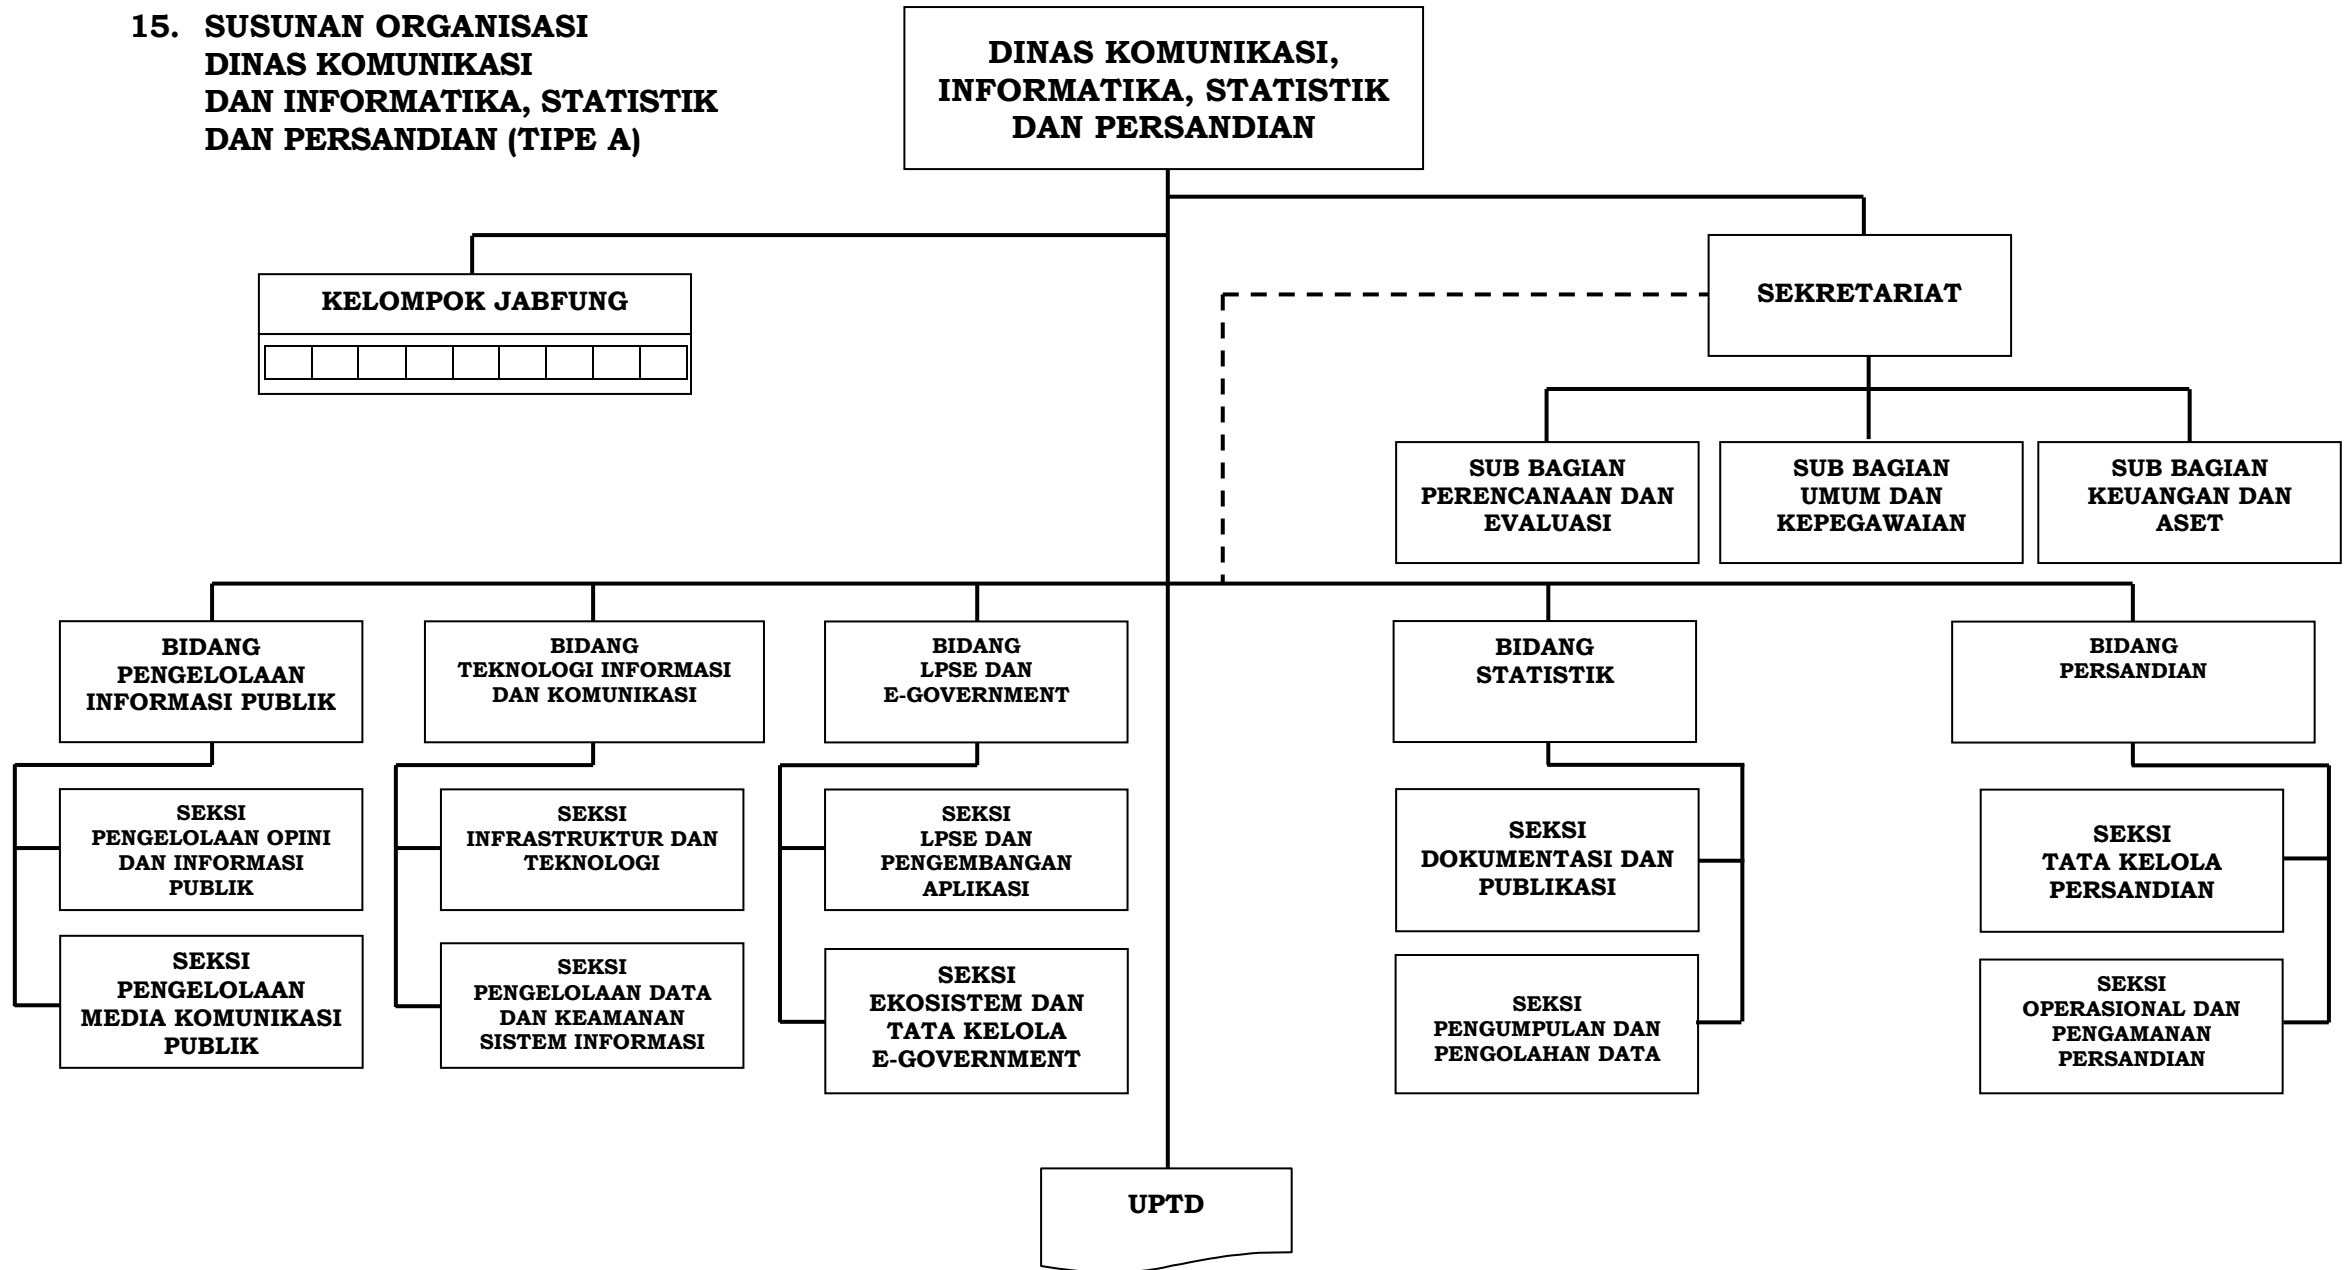 15. SUSUNAN ORGANISASI
DINAS KOMUNIKASI
DAN INFORMATIKA, STATISTIK
DAN PERSANDIAN (TIPE A)
DINAS KOMUNIKASI,
INFORMATIKA, STATISTIK
DAN PERSANDIAN
KELOMPOK JABFUNG
SEKRETARIAT
SUB BAGIAN
PERENCANAAN DAN
EVALUASI
SUB BAGIAN
UMUM DAN
KEPEGAWAIAN
SUB BAGIAN
KEUANGAN DAN
ASET
BIDANG
PENGELOLAAN
INFORMASI PUBLIK
BIDANG
TEKNOLOGI INFORMASI
DAN KOMUNIKASI
BIDANG
LPSE DAN
E-GOVERNMENT
BIDANG
STATISTIK
BIDANG
PERSANDIAN
SEKSI
PENGELOLAAN OPINI
DAN INFORMASI
PUBLIK
SEKSI
INFRASTRUKTUR DAN
TEKNOLOGI
SEKSI
LPSE DAN
PENGEMBANGAN
APLIKASI
SEKSI
DOKUMENTASI DAN
PUBLIKASI
SEKSI
TATA KELOLA
PERSANDIAN
SEKSI
PENGELOLAAN
MEDIA KOMUNIKASI
PUBLIK
SEKSI
PENGELOLAAN DATA
DAN KEAMANAN
SISTEM INFORMASI
SEKSI
EKOSISTEM DAN
TATA KELOLA
E-GOVERNMENT
SEKSI
PENGUMPULAN DAN
PENGOLAHAN DATA
SEKSI
OPERASIONAL DAN
PENGAMANAN
PERSANDIAN
UPTD